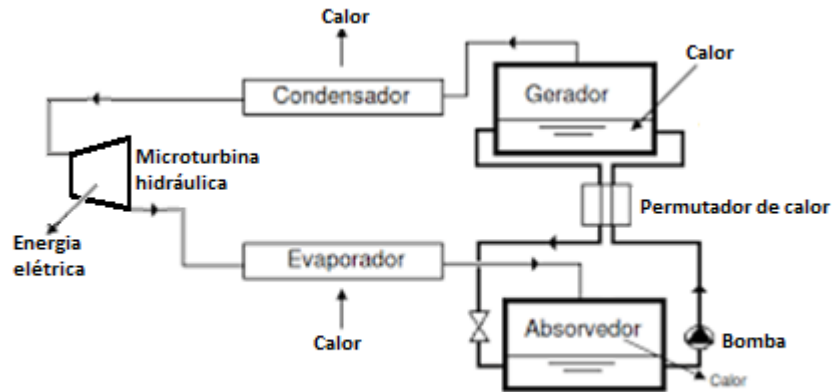 Calor
Condensador
Gerador
Calor
Microturbina
hidráulica
Permutador de calor
Energia
elétrica
Evaporador
Calor
Absorvedor
Bomba
Calor